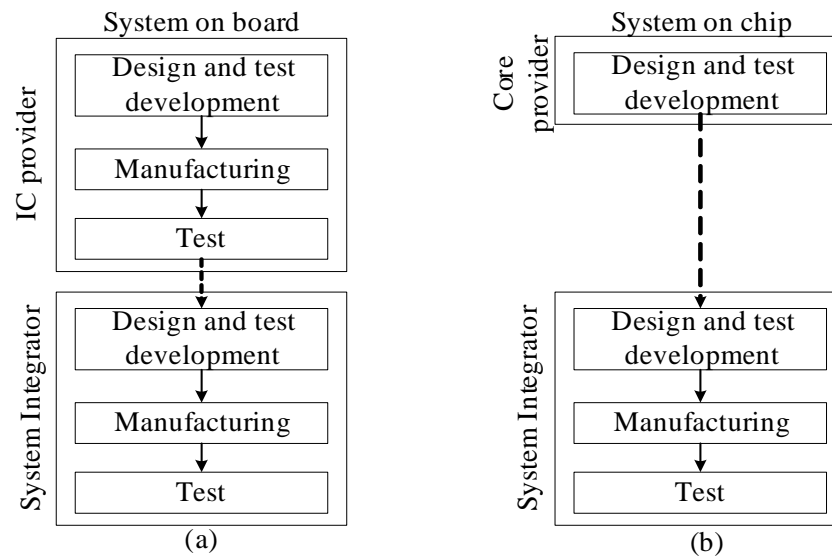 System on board
IC provider
Design and test
development
Manufacturing
Test
System Integrator
Design and test
development
Manufacturing
Test
(a)
System on chip
Core
provider
Design and test
development
System Integrator
Design and test
development
Manufacturing
Test
(b)